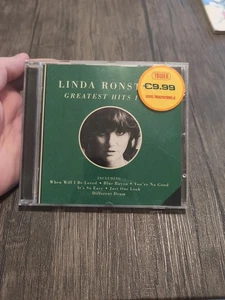 LINDA RONST
GREATEST HITS I
€9.99
INCLUDING
When Will I Be Loved • Blue Bayou • You're No Good
It's So Easy • Just One Look
Different Drum